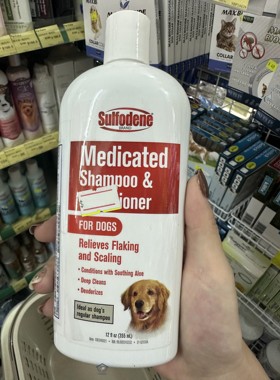 Sulfodene
BRAND
Medicated
Shampoo &
tioner
FOR DOGS
Relieves Flaking
and Scaling
• Conditions with Soothing Aloe
• Deep Cleans
• Deodorizes
Ideal as dog's
regular shampoo
12 fl oz (355 mL)